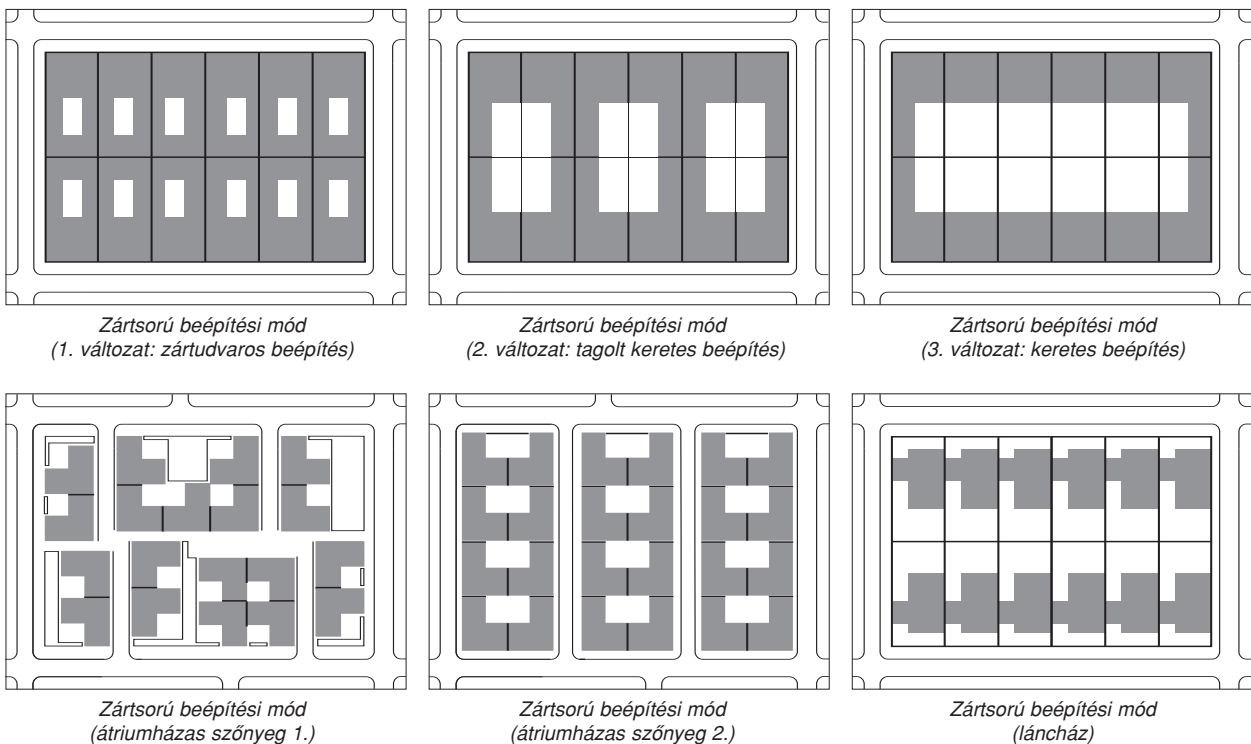 Zártsorú beépítési mód
(1. változat: zártudvaros beépítés)
Zártsorú beépítési mód
(2. változat: tagolt keretes beépítés)
Zártsorú beépítési mód
(3. változat: keretes beépítés)
Zártsorú beépítési mód
(átriumházas szőnyeg 1.)
Zártsorú beépítési mód
(átriumházas szőnyeg 2.)
Zártsorú beépítési mód
(láncház)